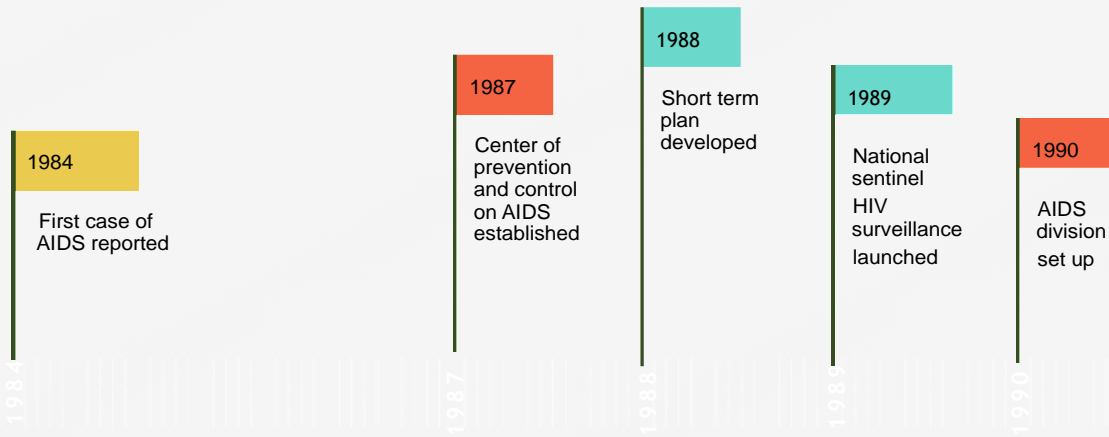 1984
First case of
AIDS reported
1987
Center of
prevention
and control
on AIDS
established
1988
Short term
plan
developed
1989
National
sentinel
HIV
surveillance
launched
1990
AIDS
division
set up
1984
1987
1988
1989
1990